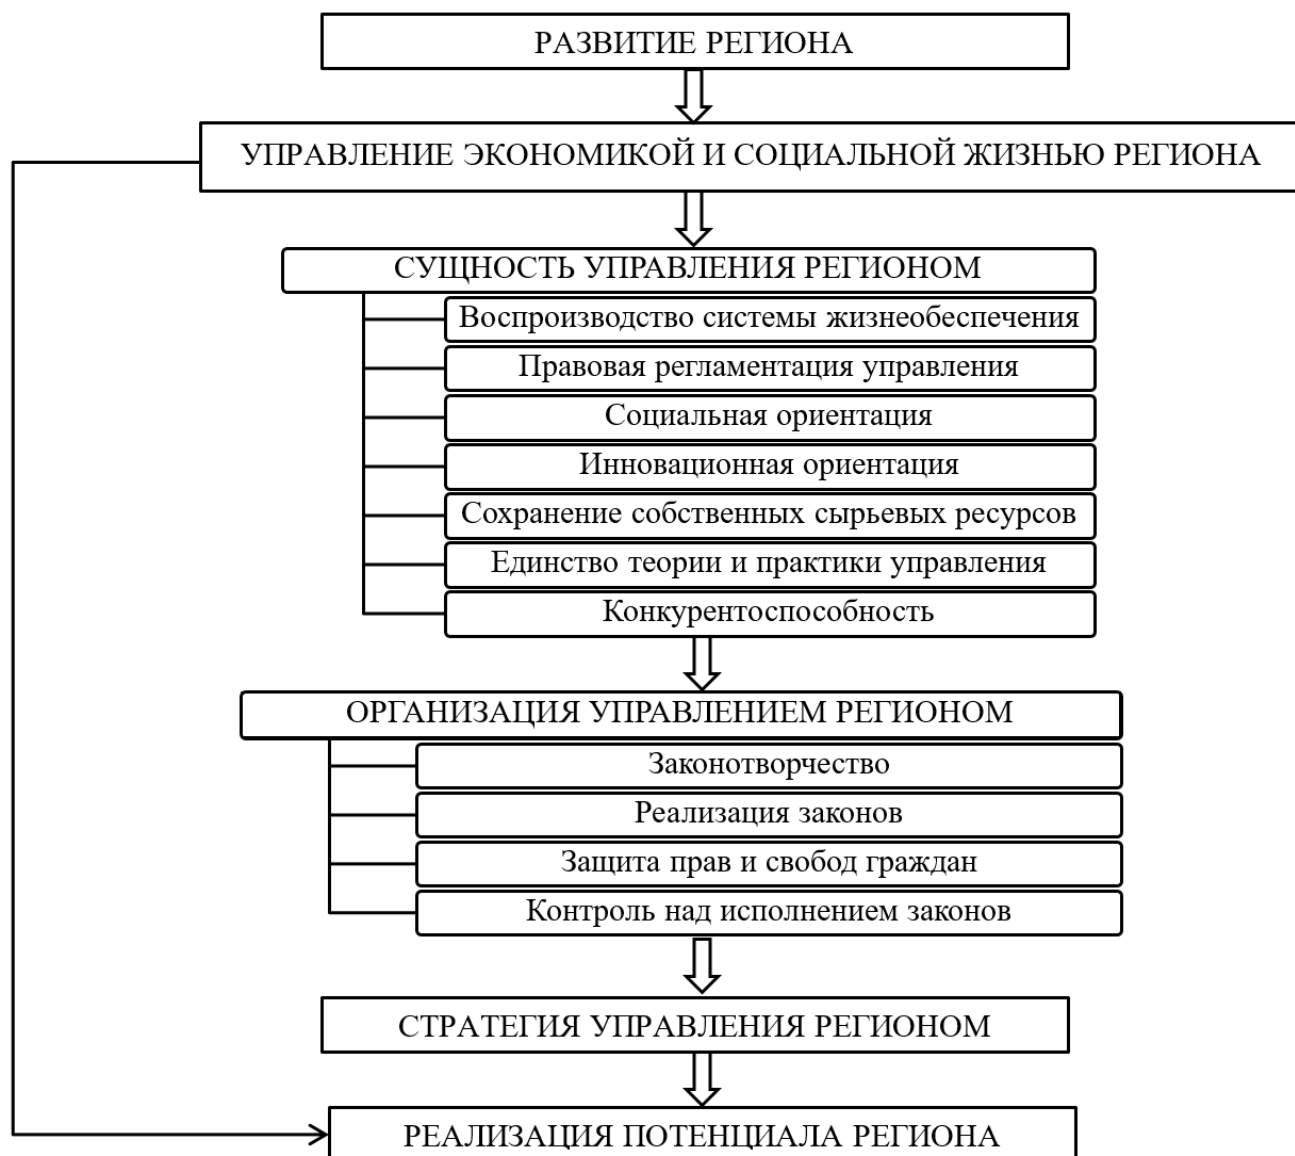 РАЗВИТИЕ РЕГИОНА
УПРАВЛЕНИЕ ЭКОНОМИКОЙ И СОЦИАЛЬНОЙ ЖИЗНЬЮ РЕГИОНА
СУЩНОСТЬ УПРАВЛЕНИЯ РЕГИОНОМ
Воспроизводство системы жизнеобеспечения
Правовая регламентация управления
Социальная ориентация
Инновационная ориентация
Сохранение собственных сырьевых ресурсов
Единство теории и практики управления
Конкурентоспособность
ОРГАНИЗАЦИЯ УПРАВЛЕНИЕМ РЕГИОНОМ
Законотворчество
Реализация законов
Защита прав и свобод граждан
Контроль над исполнением законов
СТРАТЕГИЯ УПРАВЛЕНИЯ РЕГИОНОМ
РЕАЛИЗАЦИЯ ПОТЕНЦИАЛА РЕГИОНА